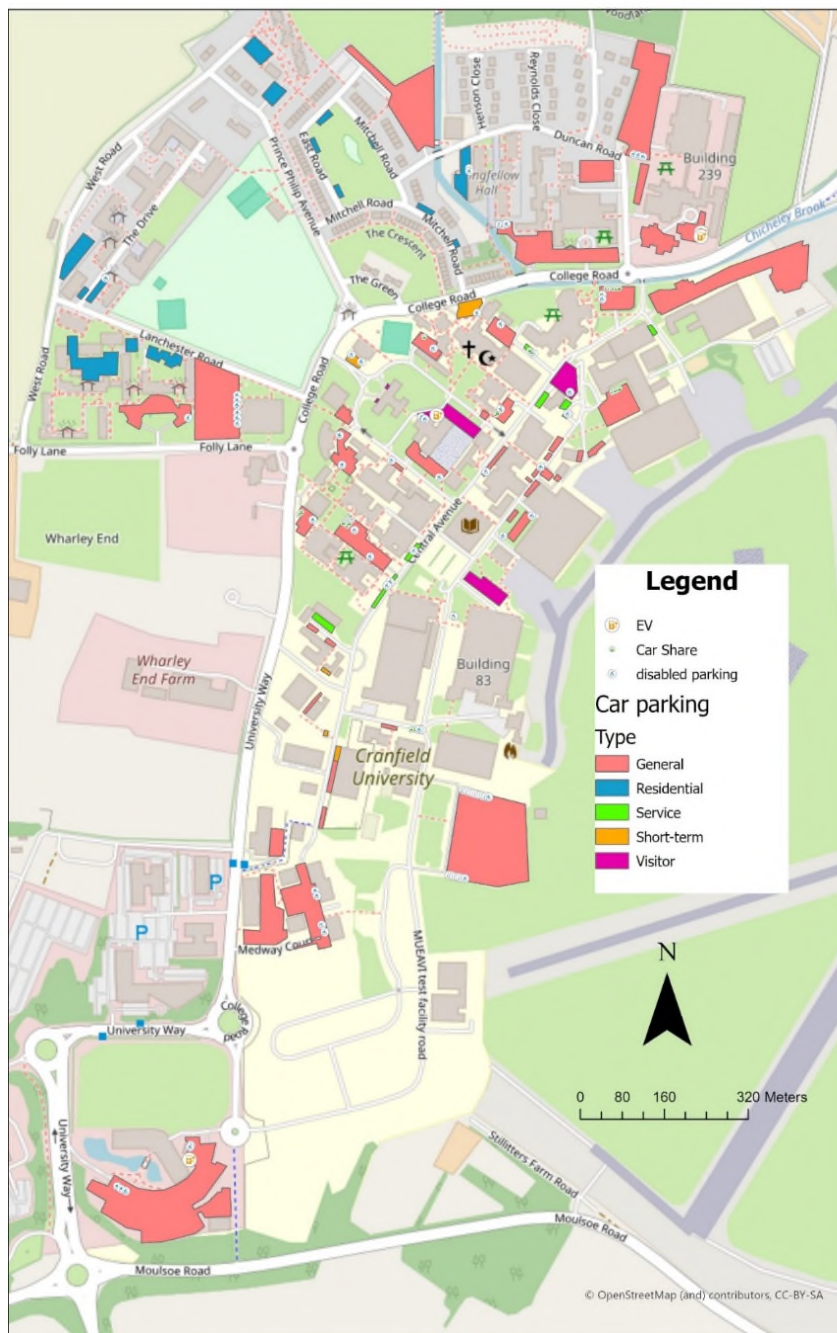 Woodland
Henson Close
Reynolds Close
Duncan Road
Building
239
West Road
East Road
Mitchell Road
Prince Philip Avenue
Hall
Chicheley Brook
The Drive
Mitchell Road
Mitchell Road
The Crescent
College Road
The Green
College Road
Lanchester Road
West Road
College Road
Folly Lane
Folly Lane
Central Avenue
Wharley End
Wharley
End Farm
Building
83
University Way
Cranfield
University
Legend
EV
Car Share
disabled parking
Car parking
Type
General
Residential
Service
Short-term
Visitor
P
P
Medway Court
MUEAVI test facility road
N
College
Road
University Way
0 80 160 320 Meters
University
Way
Stillitters Farm Road
Moulsoe Road
Moulsoe Road
© OpenStreetMap (and) contributors, CC-BY-SA